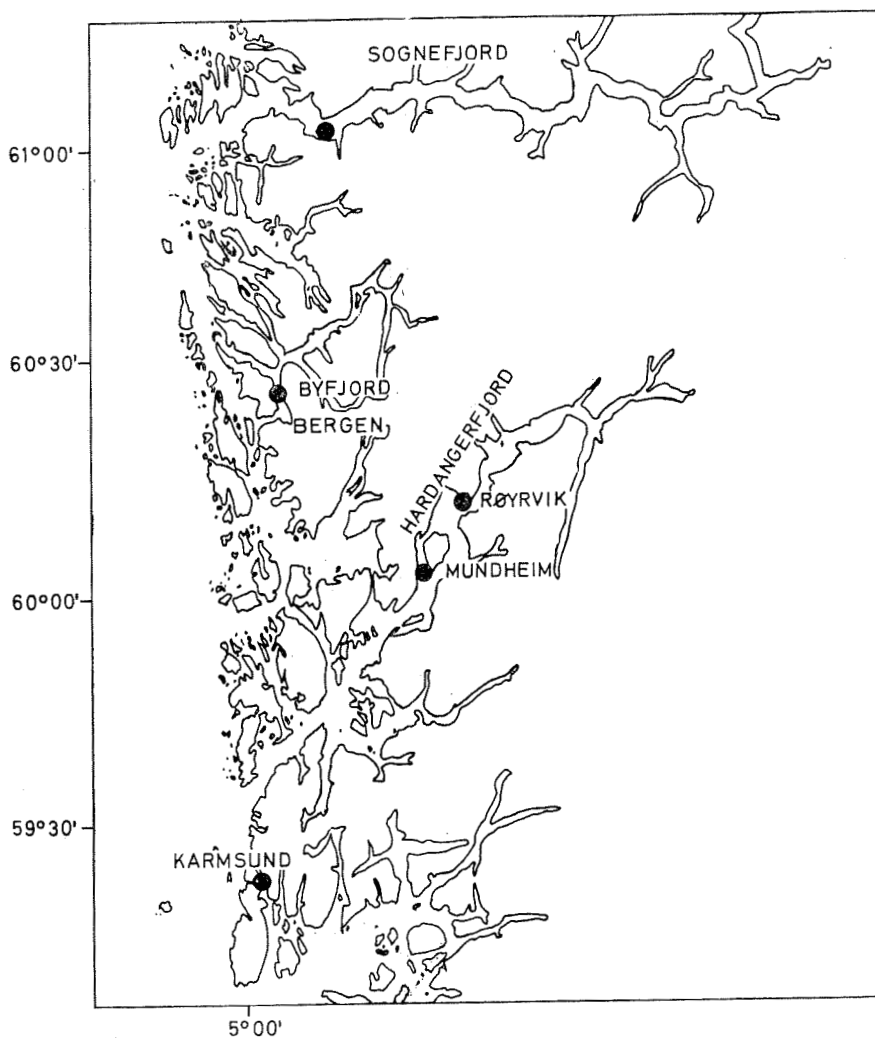 SOGNEFJORD
61°00'
60°30'
BYFJORD
BERGEN
HARDANGERFJORD
RØYRVIK
MUNDHEIM
60°00'
59°30'
KARMSUND
5°00'